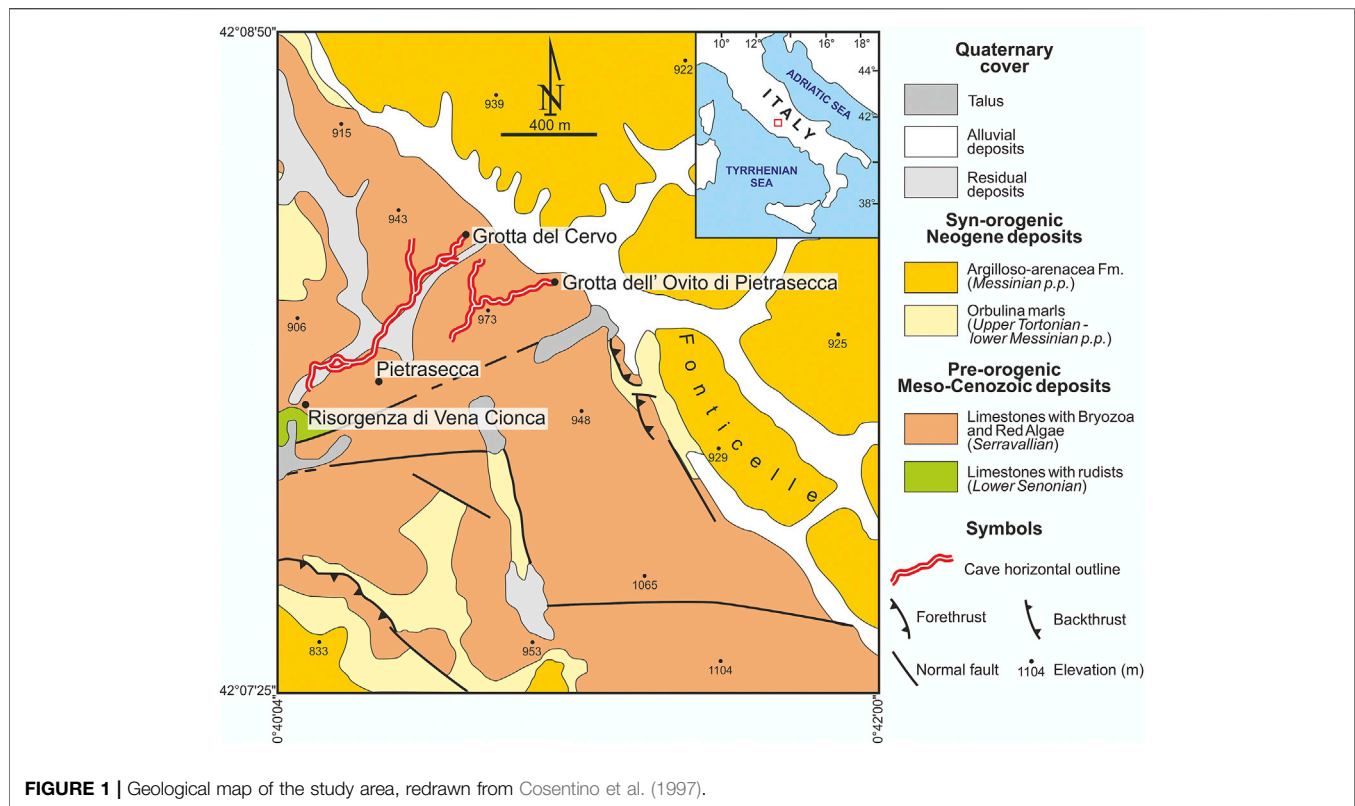 42°08'50"
42°07'25"
0°40'04"
0°42'00"
915
939
922
943
906
973
925
948
929
1065
833
953
1104
N
400 m
Grotta del Cervo
Grotta dell' Ovito di Pietrasecca
Pietrasecca
Risorgenza di Vena Cionca
Fonticelle
10° 12° 16° 18°
44°
42°
38°
ADRIATIC SEA
ITALY
TYRRHENIAN
SEA
Quaternary
cover
Talus
Alluvial
deposits
Residual
deposits
Syn-orogenic
Neogene deposits
Argilloso-arenacea Fm.
(Messinian p.p.)
Orbulina marls
(Upper Tortonian -
lower Messinian p.p.)
Pre-orogenic
Meso-Cenozoic deposits
Limestones with Bryozoa
and Red Algae
(Serravallian)
Limestones with rudists
(Lower Senonian)
Symbols
Cave horizontal outline
Forethrust
Backthrust
Normal fault
1104 Elevation (m)
FIGURE 1 | Geological map of the study area, redrawn from Cosentino et al. (1997).